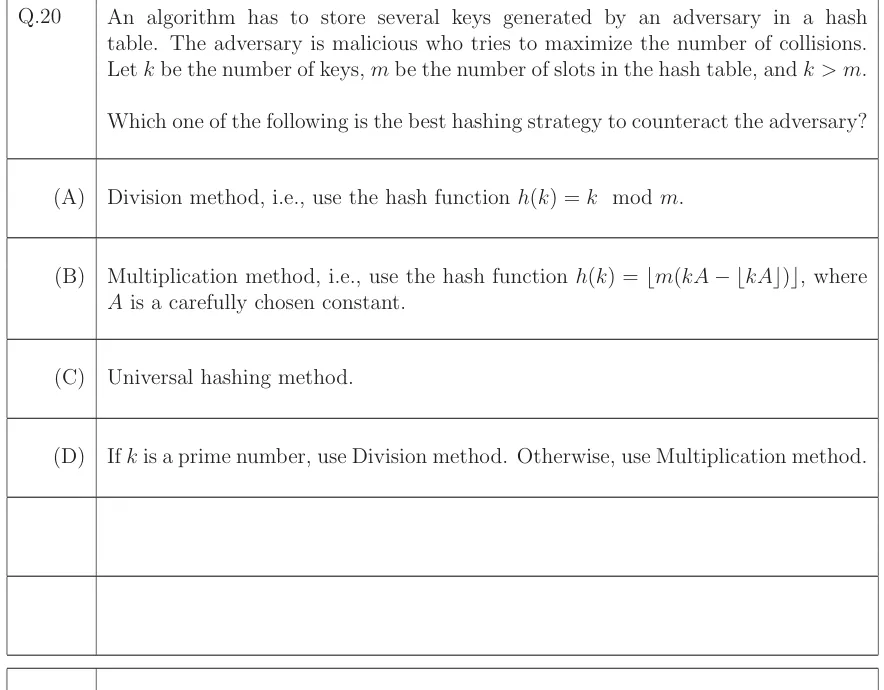 Q.20 An algorithm has to store several keys generated by an adversary in a hash
table. The adversary is malicious who tries to maximize the number of collisions.
Let k be the number of keys, m be the number of slots in the hash table, and k > m.
Which one of the following is the best hashing strategy to counteract the adversary?
(A) Division method, i.e., use the hash function h(k) = k mod m.
(B) Multiplication method, i.e., use the hash function h(k) = ⌊m(kA − ⌊kA⌋)⌋, where
A is a carefully chosen constant.
(C) Universal hashing method.
(D) If k is a prime number, use Division method. Otherwise, use Multiplication method.